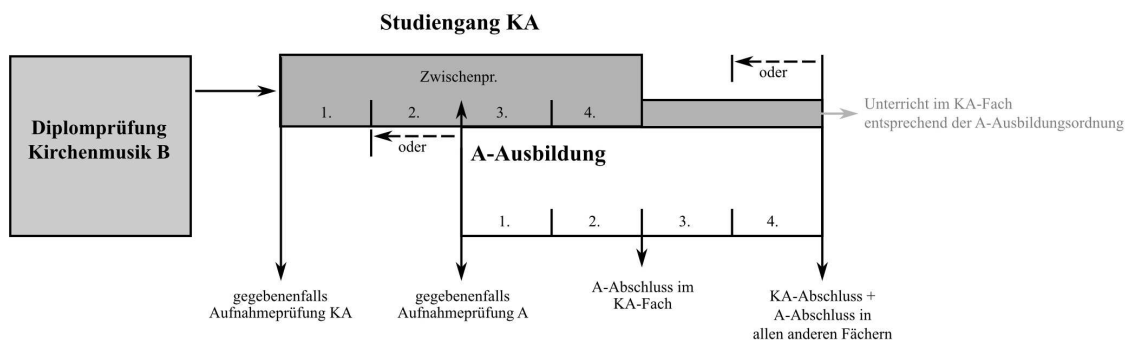 Studiengang KA
Zwischenpr.
oder
1.
2.
3.
4.
Unterricht im KA-Fach
entsprechend der A-Ausbildungsordnung
Diplomprüfung
Kirchenmusik B
oder
A-Ausbildung
1.
2.
3.
4.
gegebenenfalls
Aufnahmeprüfung KA
gegebenenfalls
Aufnahmeprüfung A
A-Abschluss im
KA-Fach
KA-Abschluss +
A-Abschluss in
allen anderen Fächern